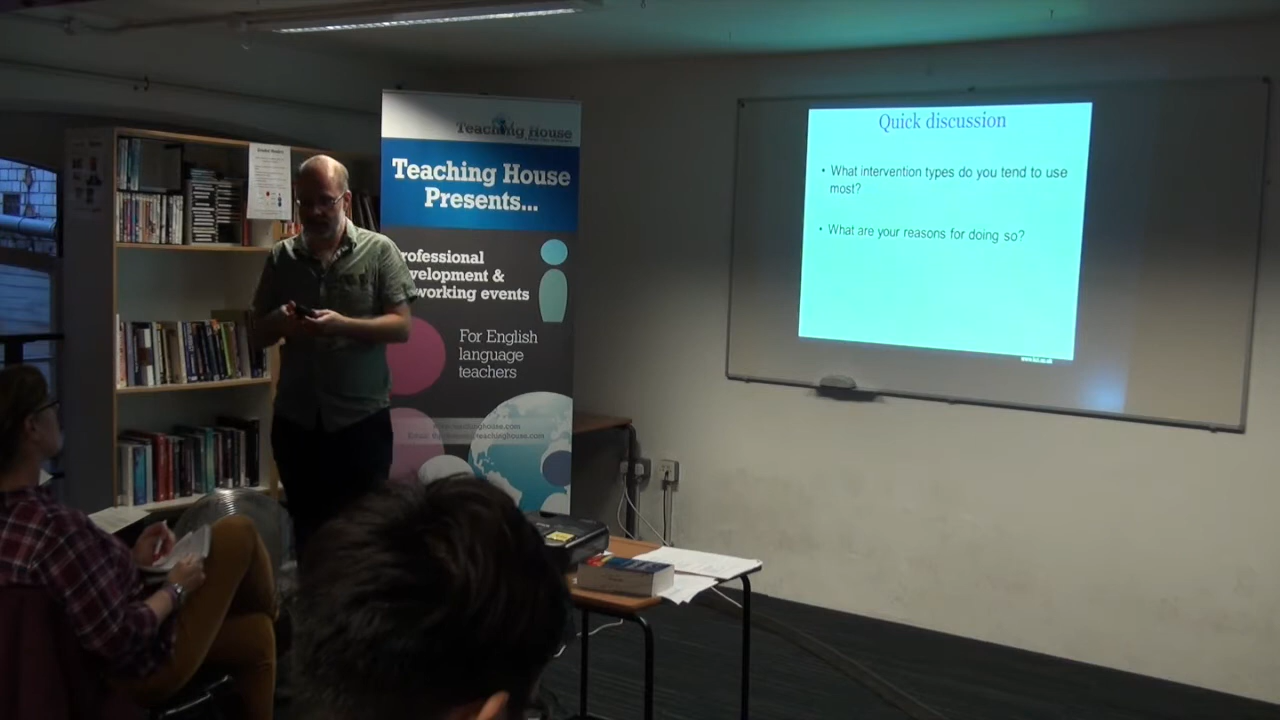 Teaching House
Teaching House
Presents...
rofessional
velopment &
working events
For English
language
teachers
Quick discussion
• What intervention types do you tend to use
most?
• What are your reasons for doing so?